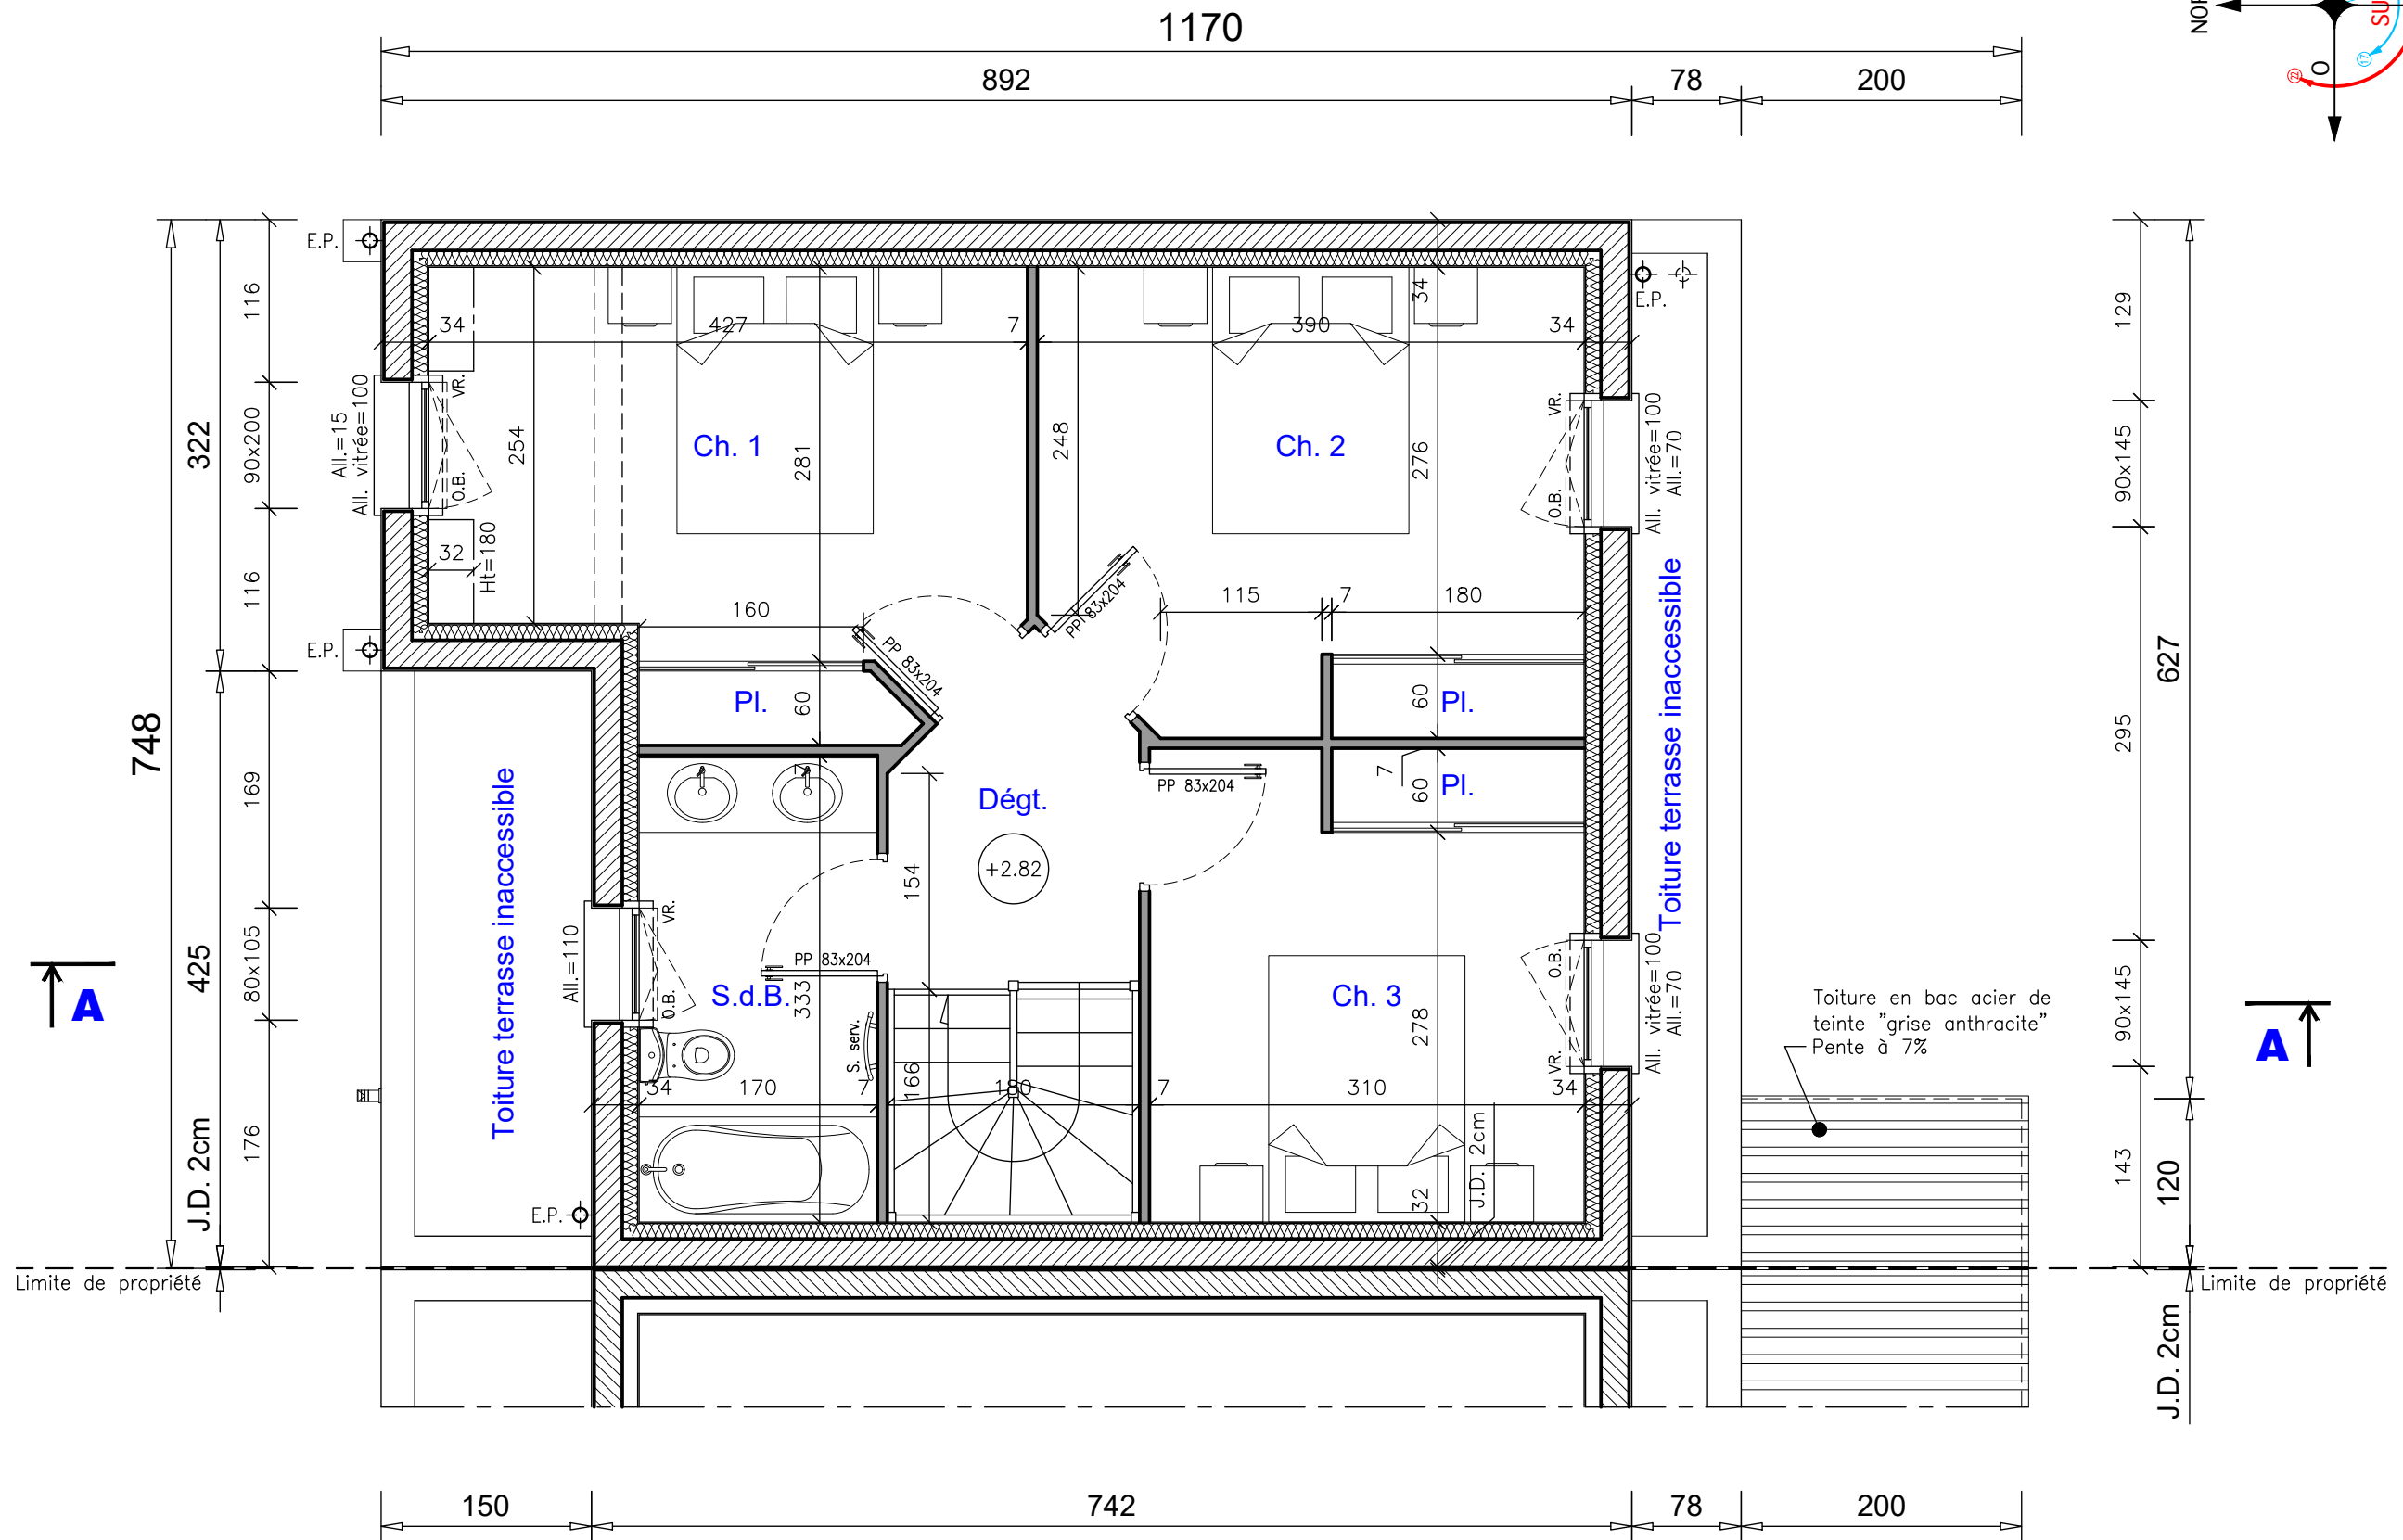 1170
892
78
200
NOR
SU
O
17
22
E.P.
E.P.
116
34
427
7
390
34
34
129
All.=15
All. vitrée=100
VR.
O.B.
90x200
322
254
Ch. 1
281
248
Ch. 2
276
VR.
O.B.
All. vitrée=100
All.=70
90x145
32
Ht=180
116
160
PP 83x204
PP 83x204
115
7
180
E.P.
Toiture terrasse inaccessible
627
748
Pl.
60
60
Pl.
295
169
7
Dégt.
PP 83x204
7
60
Pl.
Toiture terrasse inaccessible
+2.82
154
A
425
80x105
All.=110
VR.
O.B.
PP 83x204
S.d.B.
333
Ch. 3
278
O.B.
VR.
All. vitrée=100
All.=70
90x145
Toiture en bac acier de
teinte "grise anthracite"
Pente à 7%
A
S. serv.
34
170
7
166
180
7
310
34
J.D. 2cm
176
E.P.
32
J.D. 2cm
143
120
Limite de propriété
Limite de propriété
J.D. 2cm
150
742
78
200